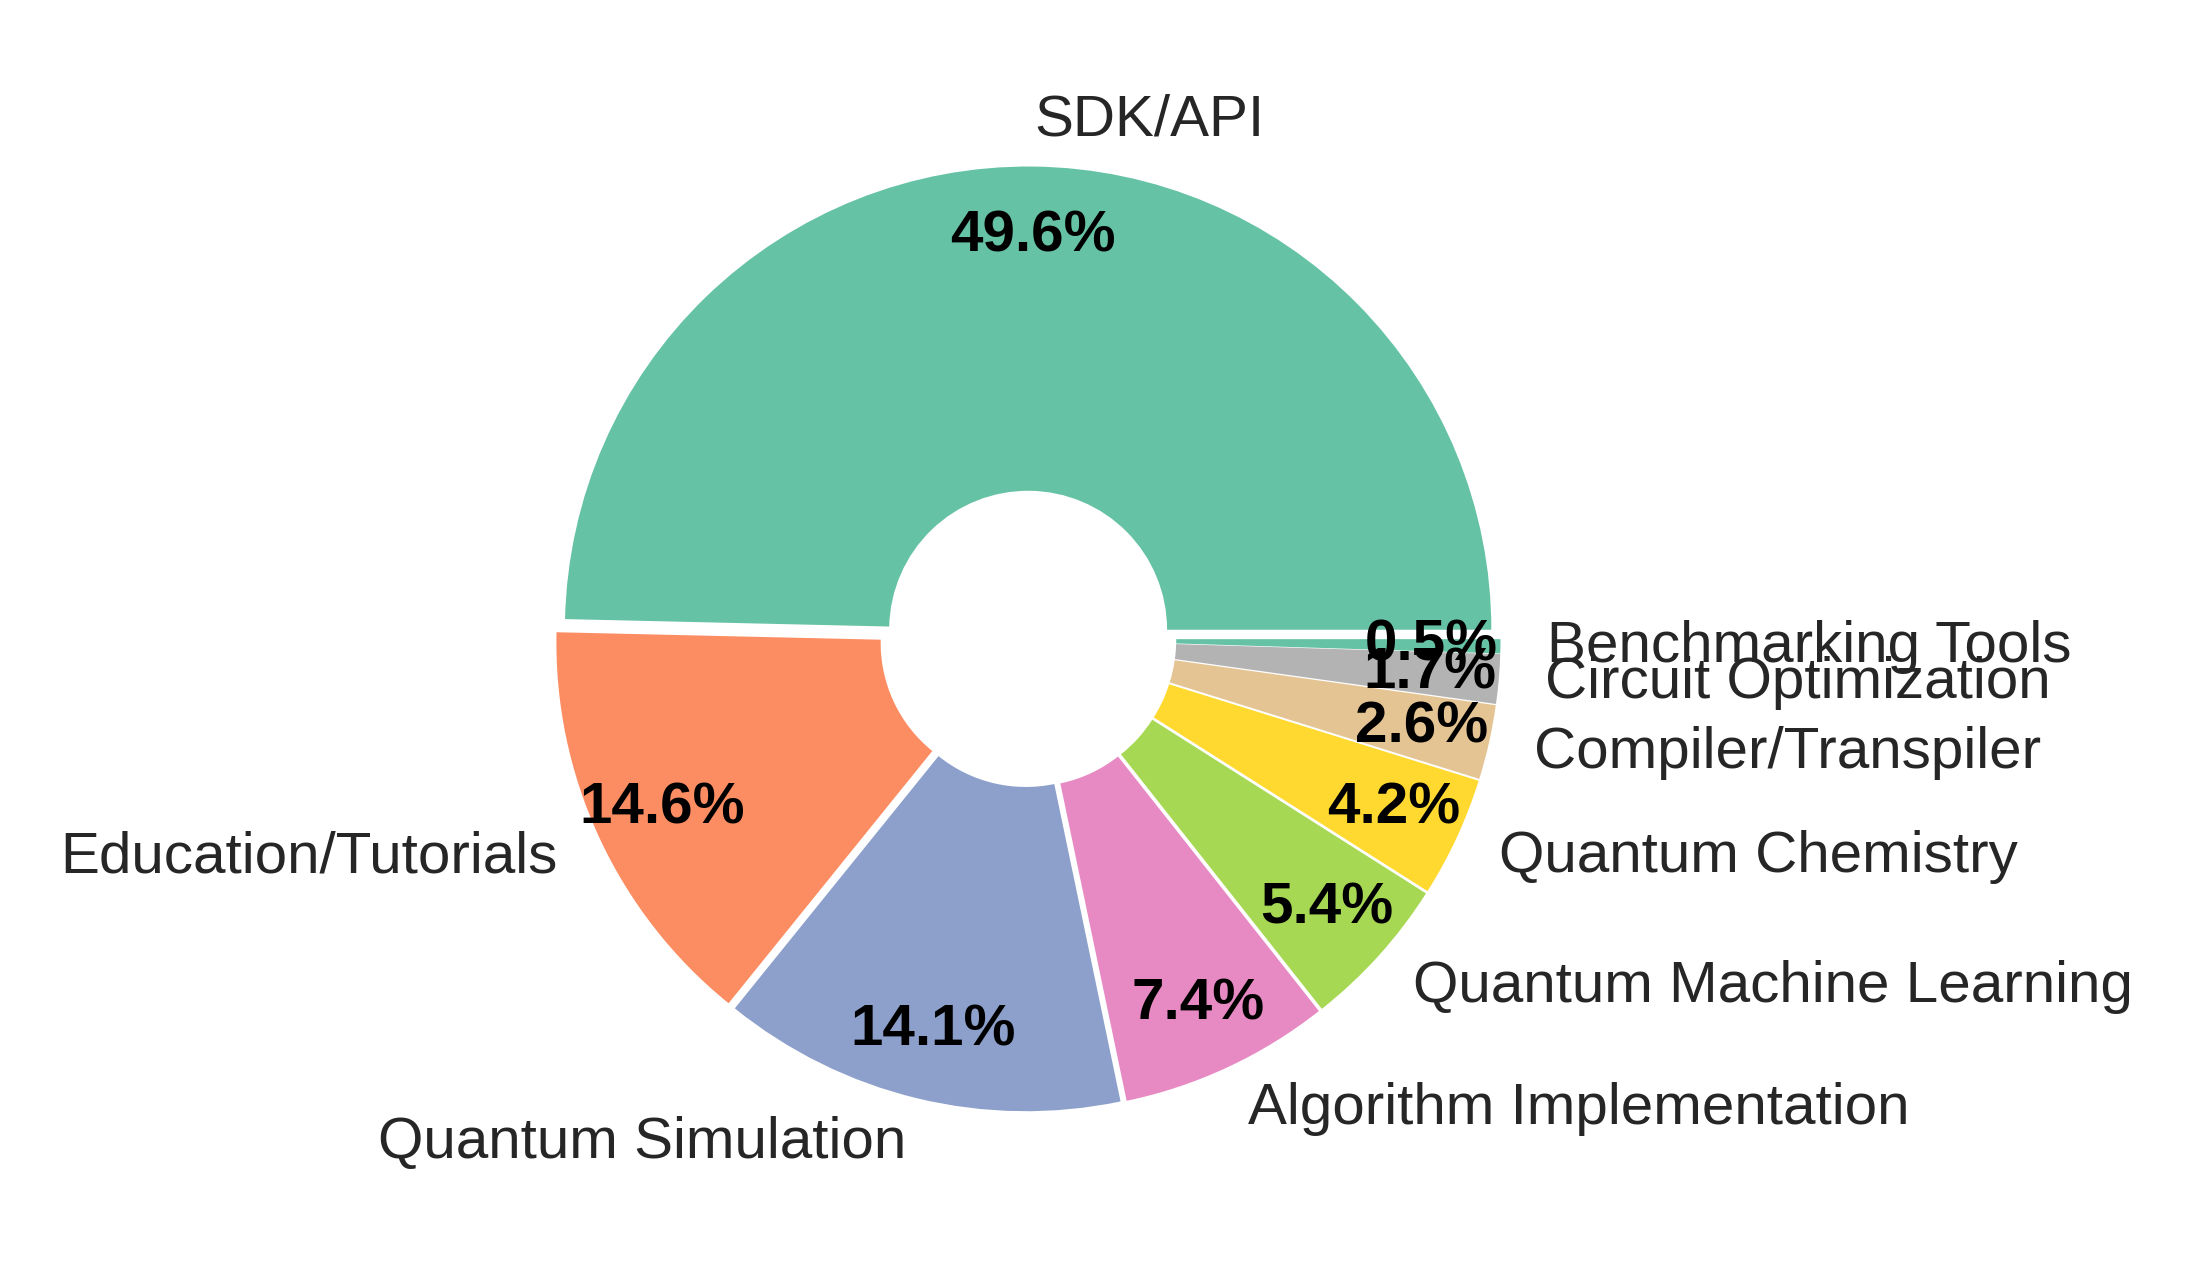 SDK/API
49.6%
0.5%
Benchmarking Tools
1.7%
Circuit Optimization
2.6%
Compiler/Transpiler
4.2%
14.6%
Education/Tutorials
Quantum Chemistry
5.4%
Quantum Machine Learning
7.4%
14.1%
Algorithm Implementation
Quantum Simulation